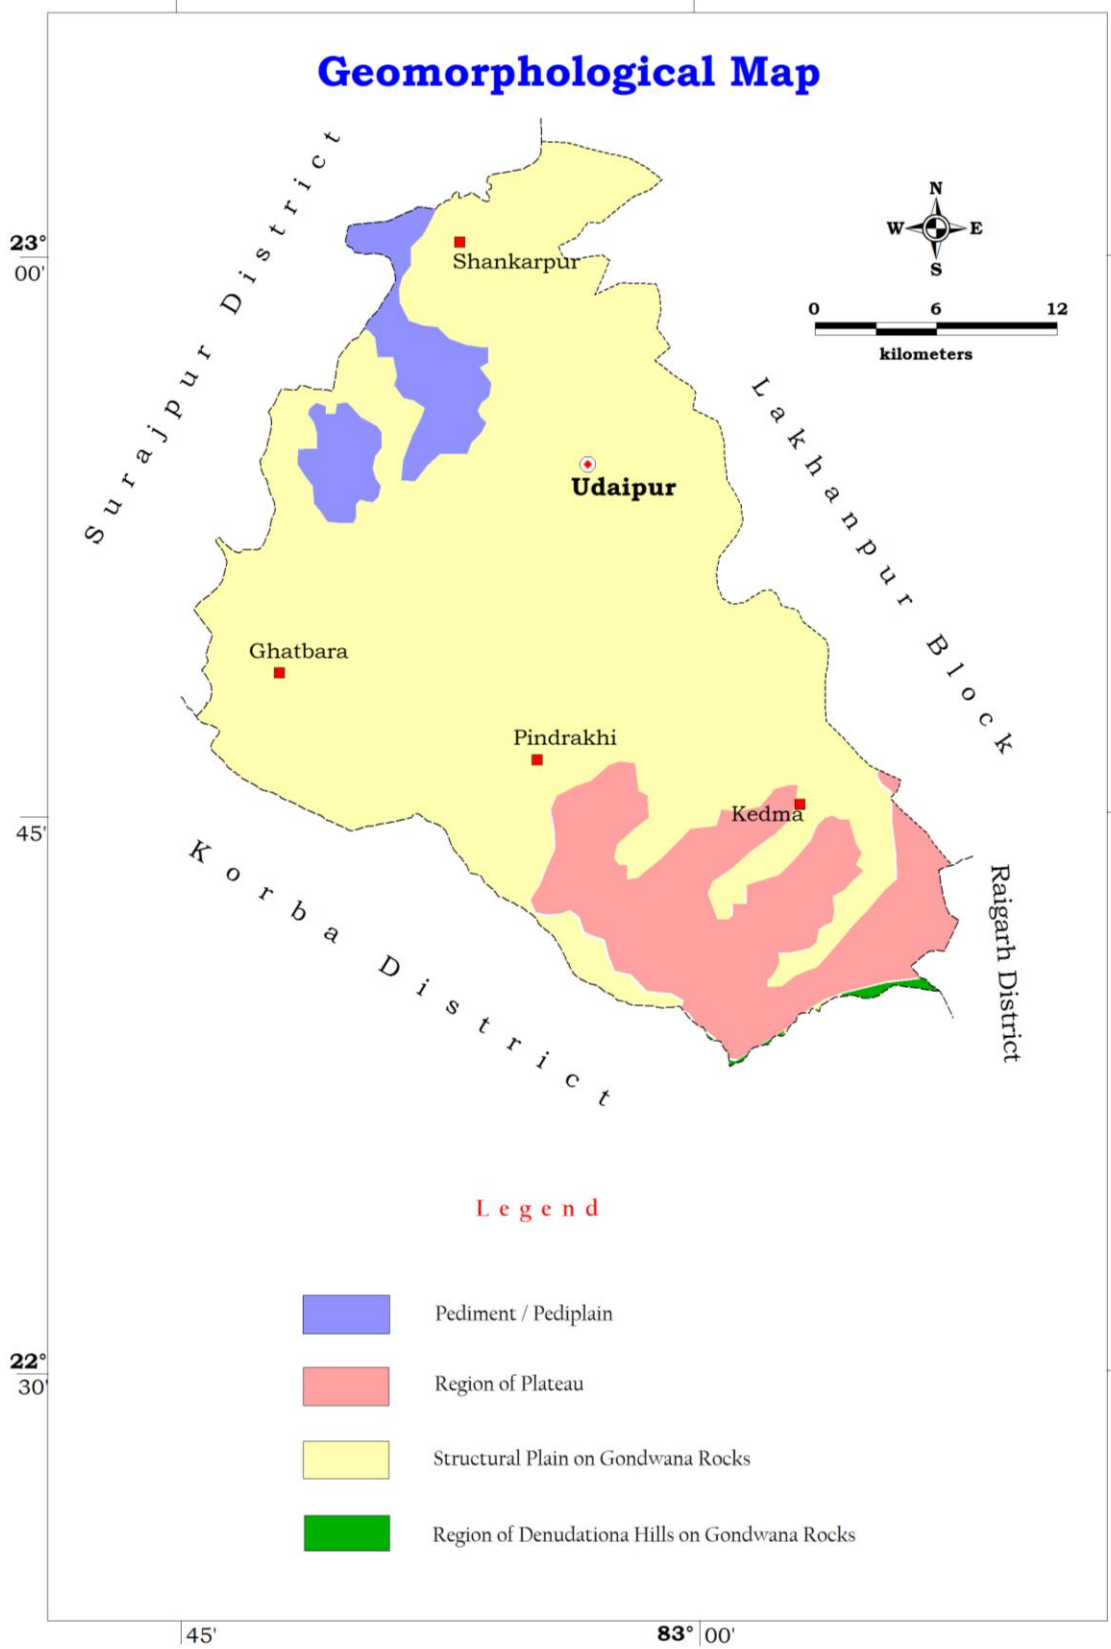 Geomorphological Map
Surajpur District
N
W E
S
23°
00'
Shankarpur
0 6 12
kilometers
Lakhanpur Block
Udaipur
Ghatbara
Pindrakhi
Kedma
45'
Korba District
Raigarh District
Legend
Pediment / Pediplain
22°
30'
Region of Plateau
Structural Plain on Gondwana Rocks
Region of Denudationa Hills on Gondwana Rocks
45'
83° 00'